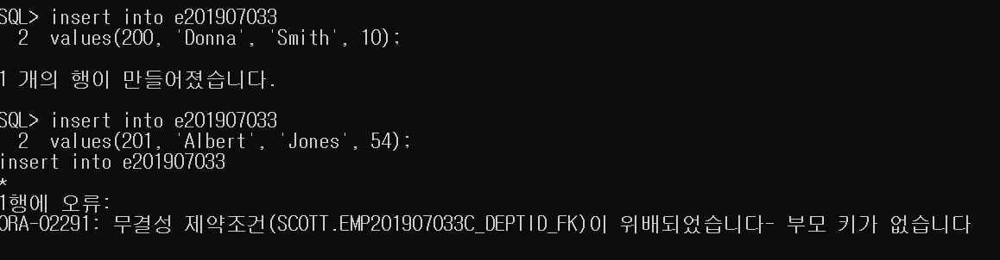 SQL> insert into e201907033
2 values(200, 'Donna', 'Smith', 10);
1 개의 행이 만들어졌습니다.
SQL> insert into e201907033
2 values(201, 'Albert', 'Jones', 54);
insert into e201907033
*
1행에 오류:
ORA-02291: 무결성 제약조건(SCOTT.EMP201907033C_DEPTID_FK)이 위배되었습니다- 부모 키가 없습니다